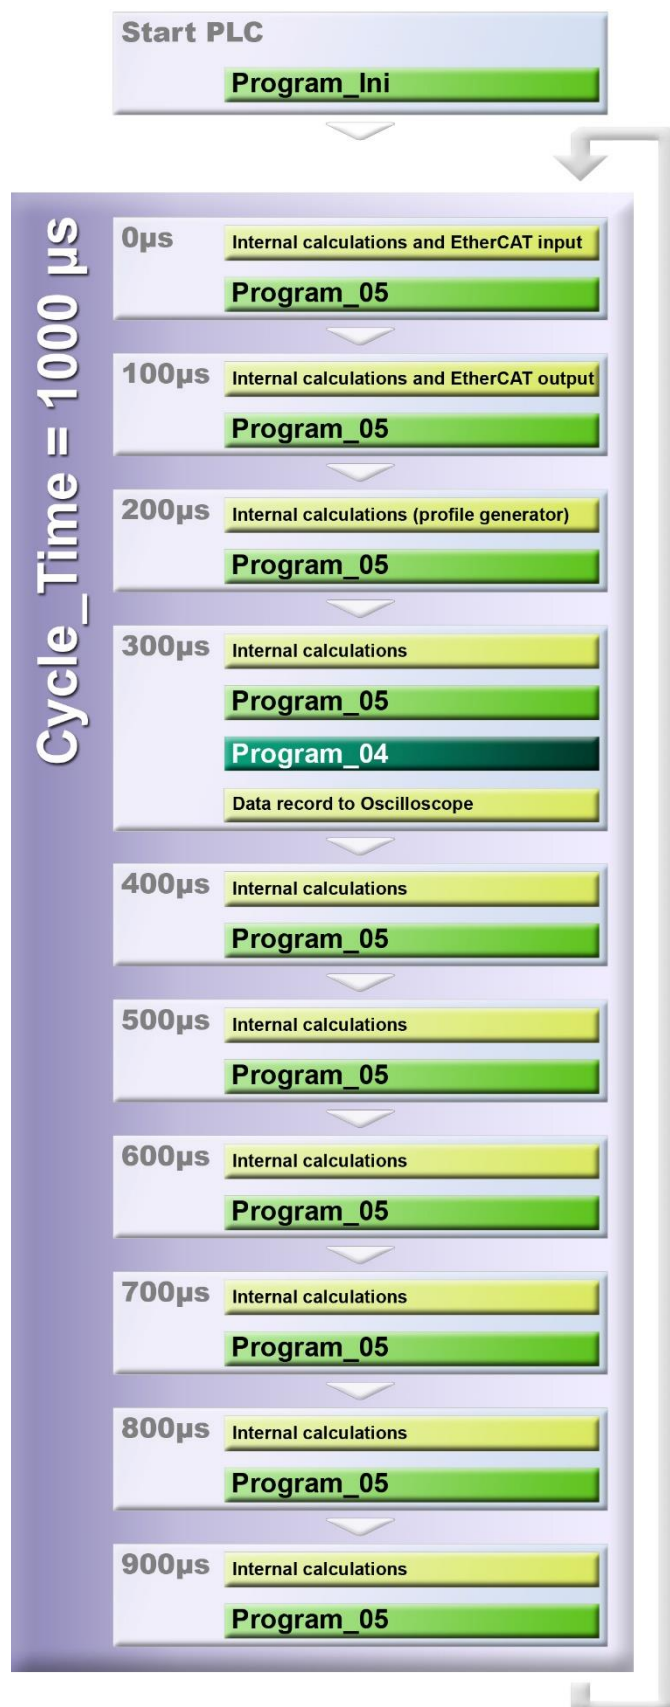 Start PLC
Program_Ini
Cycle_Time = 1000 µs
0µs
Internal calculations and EtherCAT input
Program_05
100µs
Internal calculations and EtherCAT output
Program_05
200µs
Internal calculations (profile generator)
Program_05
300µs
Internal calculations
Program_05
Program_04
Data record to Oscilloscope
400µs
Internal calculations
Program_05
500µs
Internal calculations
Program_05
600µs
Internal calculations
Program_05
700µs
Internal calculations
Program_05
800µs
Internal calculations
Program_05
900µs
Internal calculations
Program_05